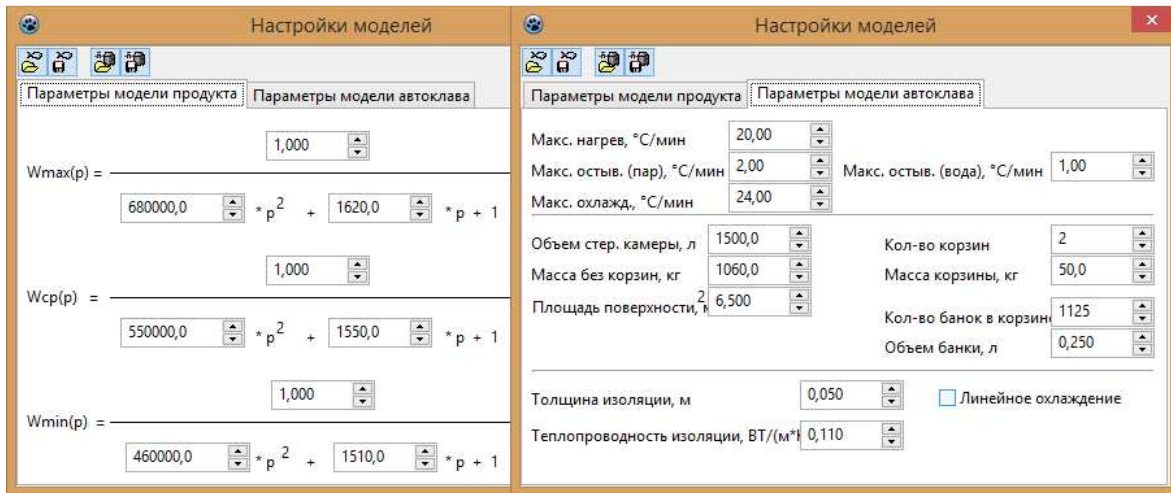 Настройки моделей
Параметры модели продукта Параметры модели автоклава
1,000
Wmax(p) =
680000,0 * p 2 + 1620,0 * p + 1
1,000
Wcp(p) =
550000,0 * p 2 + 1550,0 * p + 1
1,000
Wmin(p) =
460000,0 * p 2 + 1510,0 * p + 1
Настройки моделей
Параметры модели продукта Параметры модели автоклава
Макс. нагрев, °С/мин 20,00
Макс. остыв. (пар), °С/мин 2,00 Макс. остыв. (вода), °С/мин 1,00
Макс. охлажд, °С/мин 24,00
Объем стер. камеры, л 1500,0 Кол-во корзин 2
Масса без корзин, кг 1060,0 Масса корзины, кг 50,0
Площадь поверхности, 2 6,500
Кол-во банок в корзин 1125
Объем банки, л 0,250
Толщина изоляции, м 0,050 Линейное охлаждение
Теплопроводность изоляции, ВТ/(м* 0,110